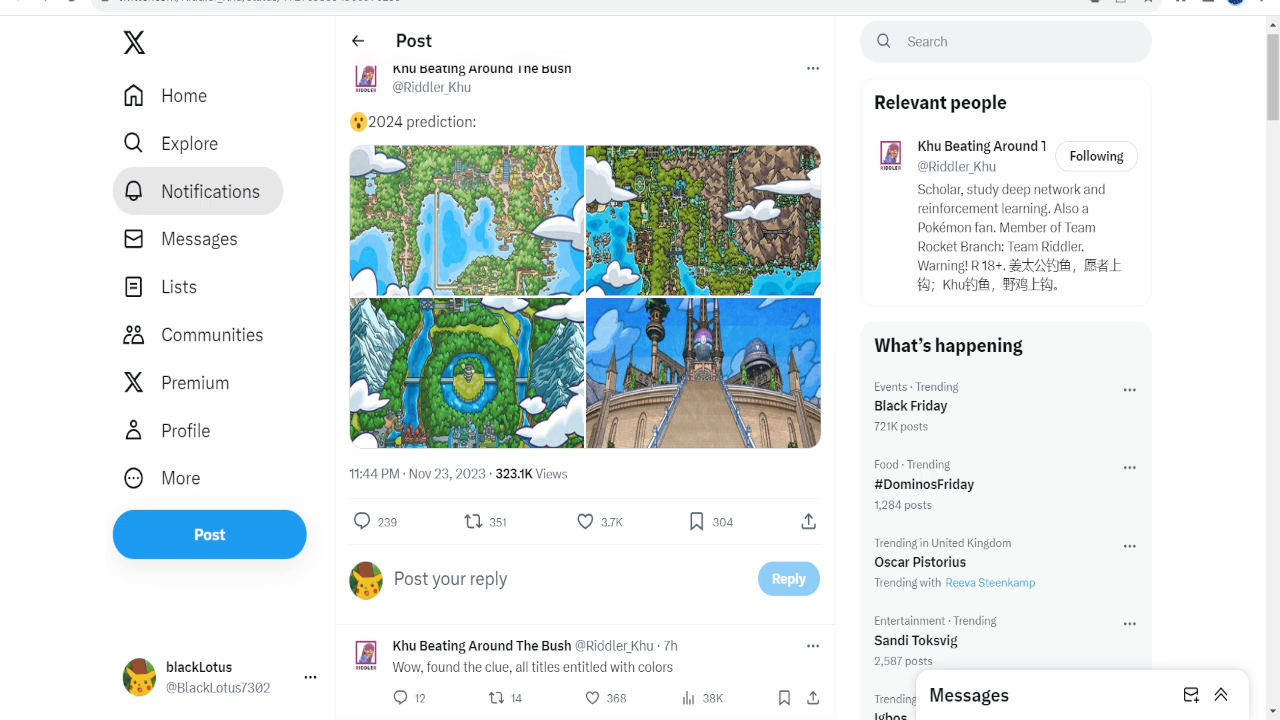 Home
Explore
Notifications
Messages
Lists
Communities
Premium
Profile
More
Post
blackLotus
@BlackLotus7302
Post
Khu Beating Around The Bush
@Riddler_Khu
RIDDLER
😮2024 prediction:
11:44 PM · Nov 23, 2023 · 323.1K Views
239
351
3.7K
304
Post your reply
Reply
Khu Beating Around The Bush @Riddler_Khu · 7h
RIDDLER
Wow, found the clue, all titles entitled with colors
12
14
368
38K
Search
Relevant people
Khu Beating Around T
@Riddler_Khu
RIDDLER
Following
Scholar, study deep network and
reinforcement learning. Also a
Pokémon fan. Member of Team
Rocket Branch: Team Riddler.
Warning! R 18+. 姜太公钓鱼，愿者上
钩；Khu钓鱼，野鸡上钩。
What's happening
Events · Trending
Black Friday
721K posts
Food · Trending
#DominosFriday
1,284 posts
Trending in United Kingdom
Oscar Pistorius
Trending with Reeva Steenkamp
Entertainment · Trending
Sandi Toksvig
2,587 posts
Trending
Igbos
Messages